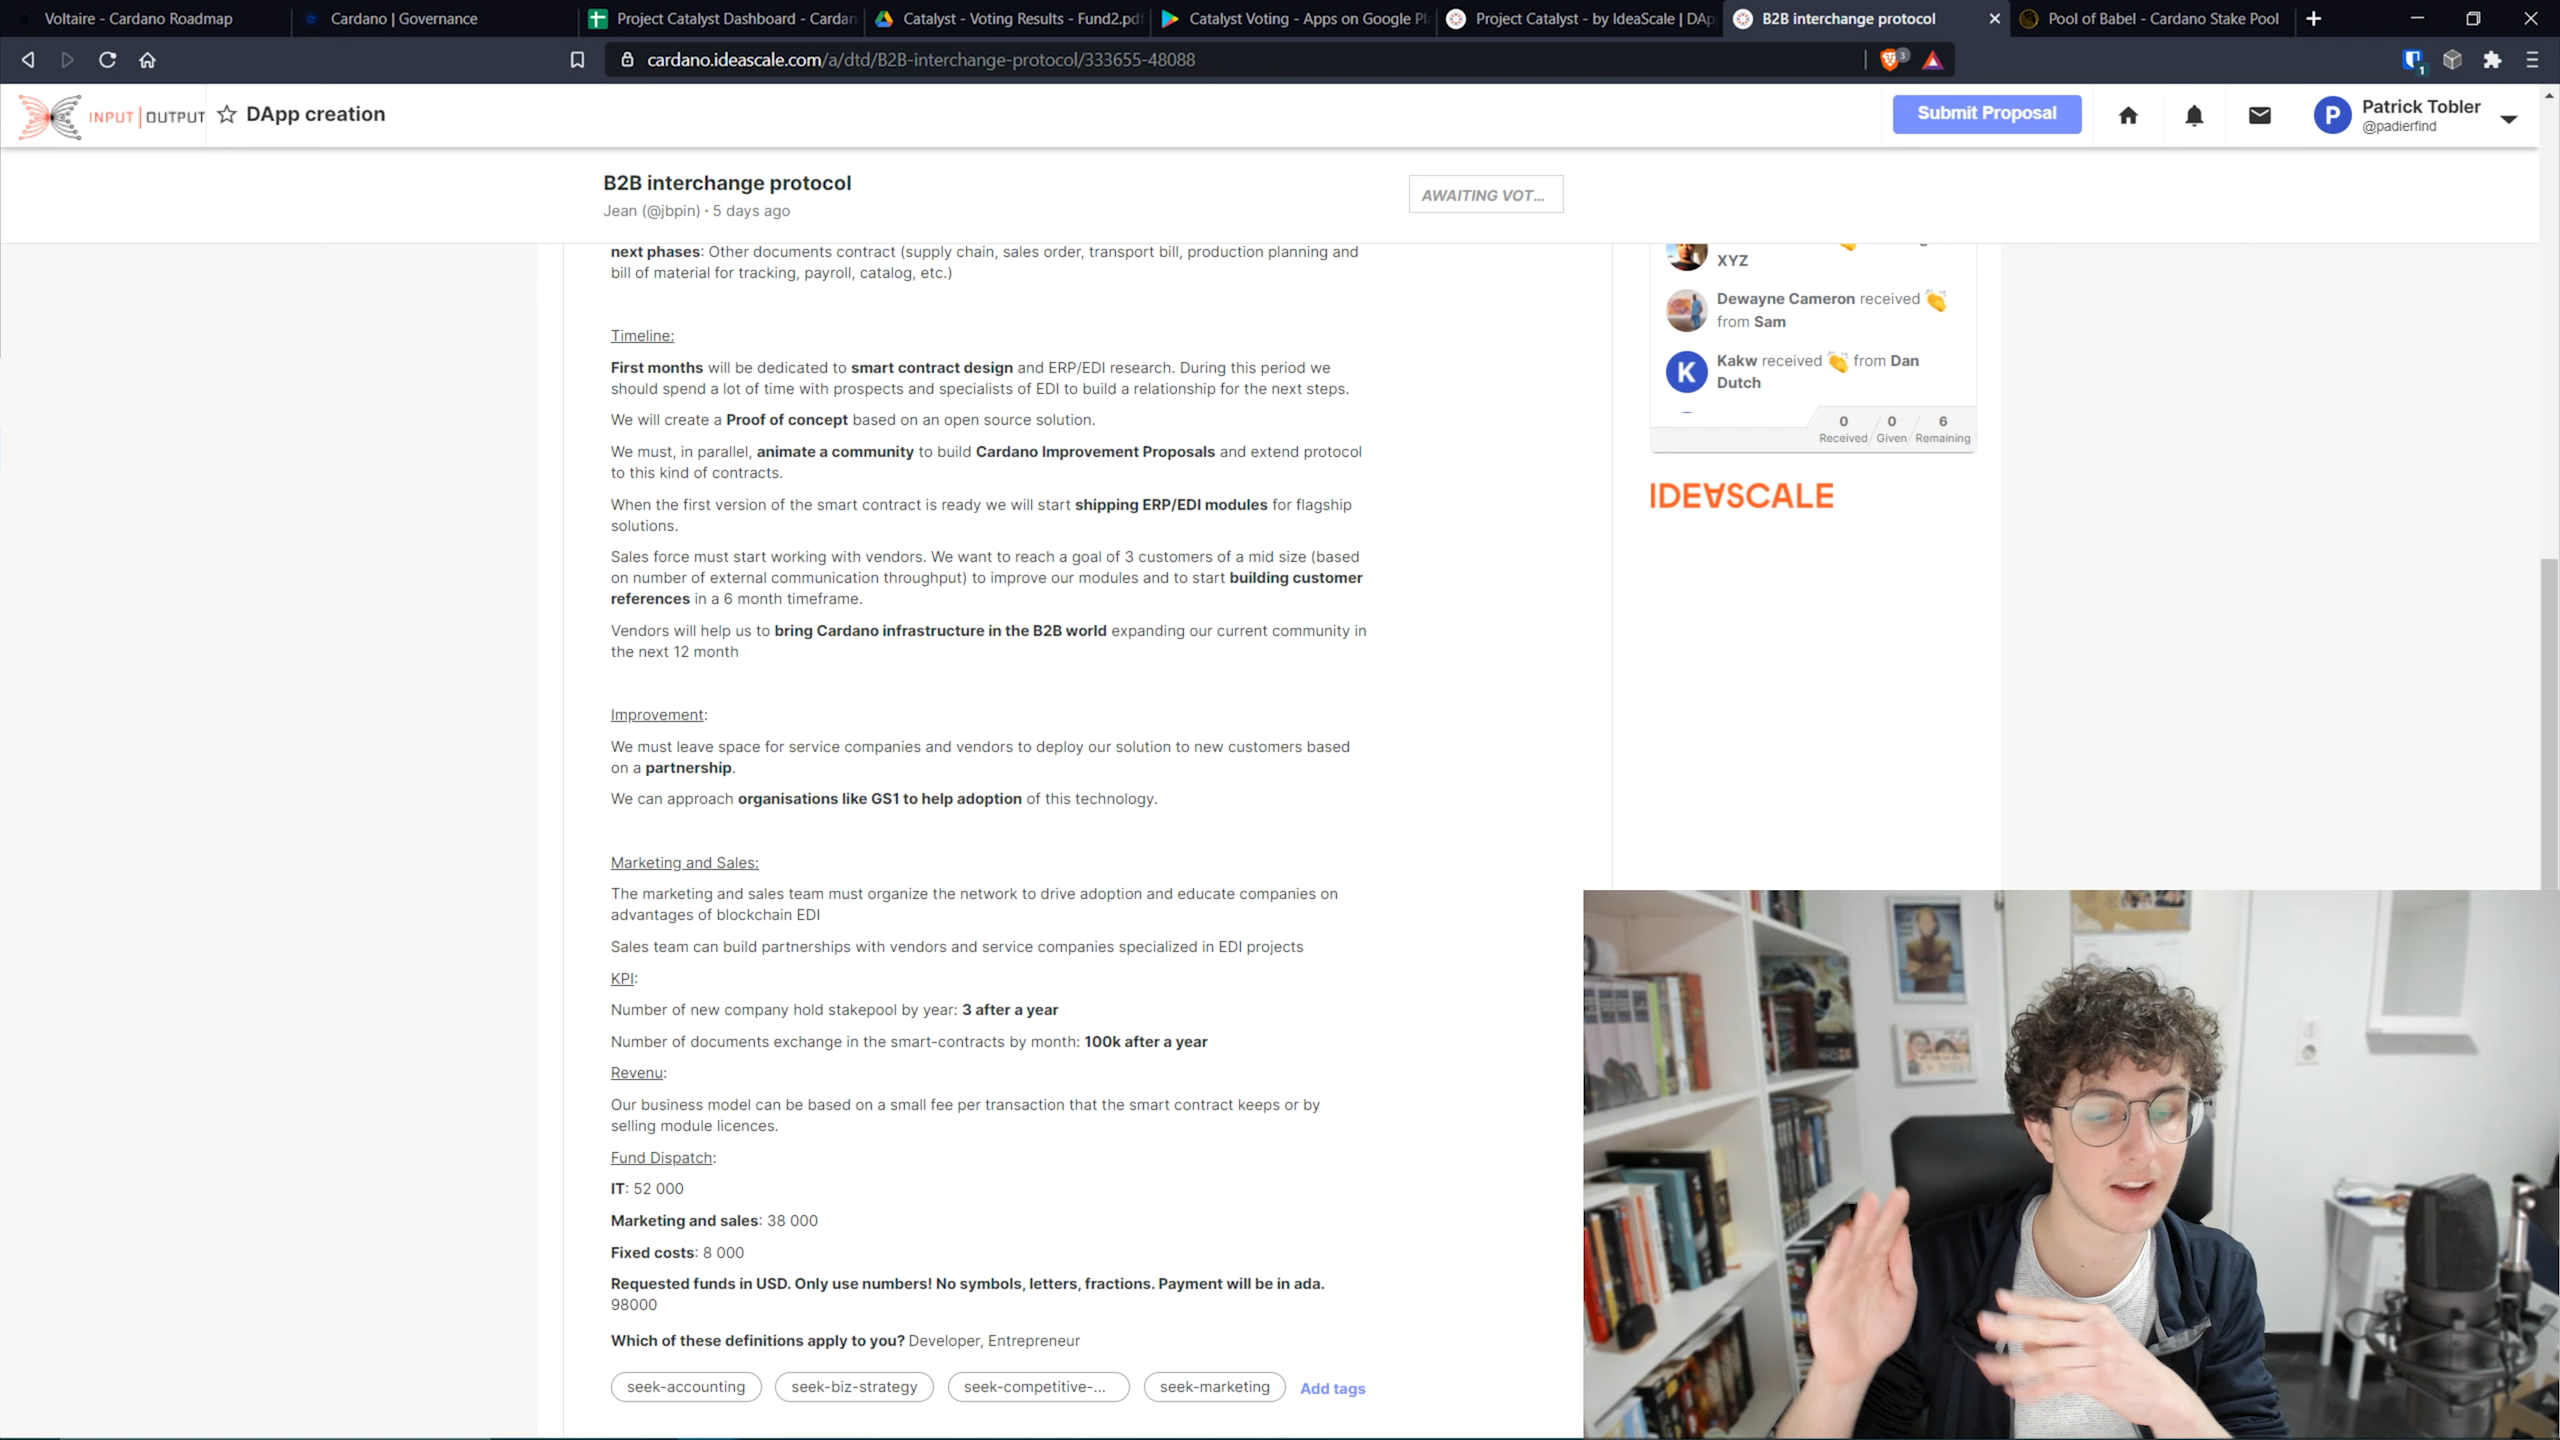 Voltaire - Cardano Roadmap
Cardano | Governance
Project Catalyst Dashboard - Cardan
Catalyst - Voting Results - Fund2.pdf
Catalyst Voting - Apps on Google Pl
Project Catalyst - by IdeaScale | DAp
B2B interchange protocol
Pool of Babel - Cardano Stake Pool
cardano.ideascale.com/a/dtd/B2B-interchange-protocol/333655-48088
3
1
INPUT | OUTPUT
DApp creation
Submit Proposal
P
Patrick Tobler
@padierfind
B2B interchange protocol
Jean (@jbpin) · 5 days ago
AWAITING VOT...
next phases: Other documents contract (supply chain, sales order, transport bill, production planning and
bill of material for tracking, payroll, catalog, etc.)
Timeline:
First months will be dedicated to smart contract design and ERP/EDI research. During this period we
should spend a lot of time with prospects and specialists of EDI to build a relationship for the next steps.
We will create a Proof of concept based on an open source solution.
We must, in parallel, animate a community to build Cardano Improvement Proposals and extend protocol
to this kind of contracts.
When the first version of the smart contract is ready we will start shipping ERP/EDI modules for flagship
solutions.
Sales force must start working with vendors. We want to reach a goal of 3 customers of a mid size (based
on number of external communication throughput) to improve our modules and to start building customer
references in a 6 month timeframe.
Vendors will help us to bring Cardano infrastructure in the B2B world expanding our current community in
the next 12 month
Improvement:
We must leave space for service companies and vendors to deploy our solution to new customers based
on a partnership.
We can approach organisations like GS1 to help adoption of this technology.
Marketing and Sales:
The marketing and sales team must organize the network to drive adoption and educate companies on
advantages of blockchain EDI
Sales team can build partnerships with vendors and service companies specialized in EDI projects
KPI:
Number of new company hold stakepool by year: 3 after a year
Number of documents exchange in the smart-contracts by month: 100k after a year
Revenu:
Our business model can be based on a small fee per transaction that the smart contract keeps or by
selling module licences.
Fund Dispatch:
IT: 52 000
Marketing and sales: 38 000
Fixed costs: 8 000
Requested funds in USD. Only use numbers! No symbols, letters, fractions. Payment will be in ada.
98000
Which of these definitions apply to you? Developer, Entrepreneur
seek-accounting
seek-biz-strategy
seek-competitive-...
seek-marketing
Add tags
XYZ
Dewayne Cameron received
from Sam
K
Kakw received from Dan
Dutch
0
0
6
Received
Given
Remaining
IDEASCALE